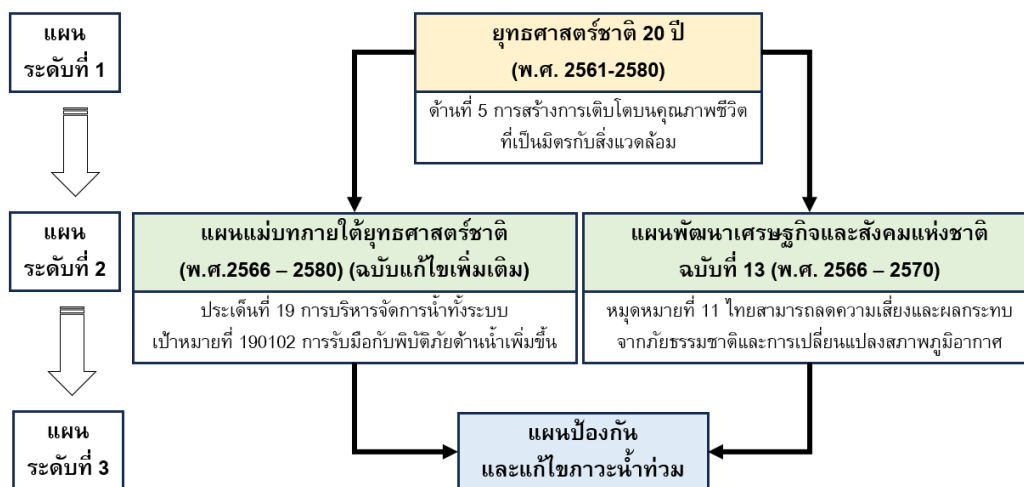 แผน
ระดับที่ 1
ยุทธศาสตร์ชาติ 20 ปี
(พ.ศ. 2561-2580)
ด้านที่ 5 การสร้างการเติบโตบนคุณภาพชีวิต
ที่เป็นมิตรกับสิ่งแวดล้อม
แผน
ระดับที่ 2
แผนแม่บทภายใต้ยุทธศาสตร์ชาติ
(พ.ศ.2566 – 2580) (ฉบับแก้ไขเพิ่มเติม)
ประเด็นที่ 19 การบริหารจัดการน้ำทั้งระบบ
เป้าหมายที่ 190102 การรับมือกับพิบัติภัยด้านน้ำเพิ่มขึ้น
แผนพัฒนาเศรษฐกิจและสังคมแห่งชาติ
ฉบับที่ 13 (พ.ศ. 2566 – 2570)
หมุดหมายที่ 11 ไทยสามารถลดความเสี่ยงและผลกระทบ
จากภัยธรรมชาติและการเปลี่ยนแปลงสภาพภูมิอากาศ
แผน
ระดับที่ 3
แผนป้องกัน
และแก้ไขภาวะน้ำท่วม